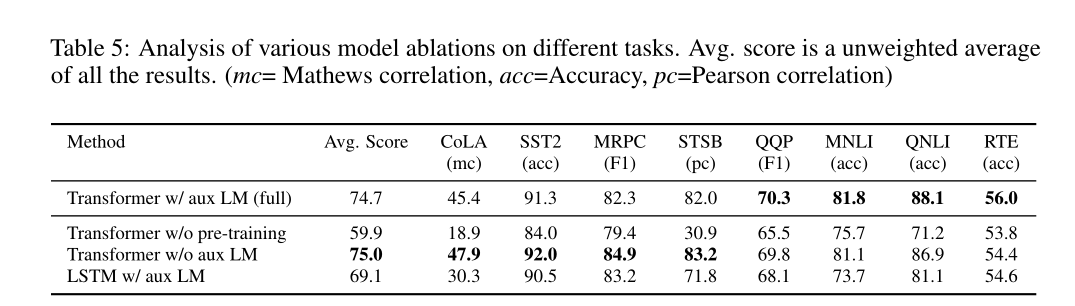 Table 5: Analysis of various model ablations on different tasks. Avg. score is a unweighted average
of all the results. (mc= Mathews correlation, acc=Accuracy, pc=Pearson correlation)
Method Avg. Score CoLA SST2 MRPC STSB QQP MNLI QNLI RTE
(mc) (acc) (F1) (pc) (F1) (acc) (acc) (acc)
Transformer w/ aux LM (full) 74.7 45.4 91.3 82.3 82.0 70.3 81.8 88.1 56.0
Transformer w/o pre-training 59.9 18.9 84.0 79.4 30.9 65.5 75.7 71.2 53.8
Transformer w/o aux LM 75.0 47.9 92.0 84.9 83.2 69.8 81.1 86.9 54.4
LSTM w/ aux LM 69.1 30.3 90.5 83.2 71.8 68.1 73.7 81.1 54.6